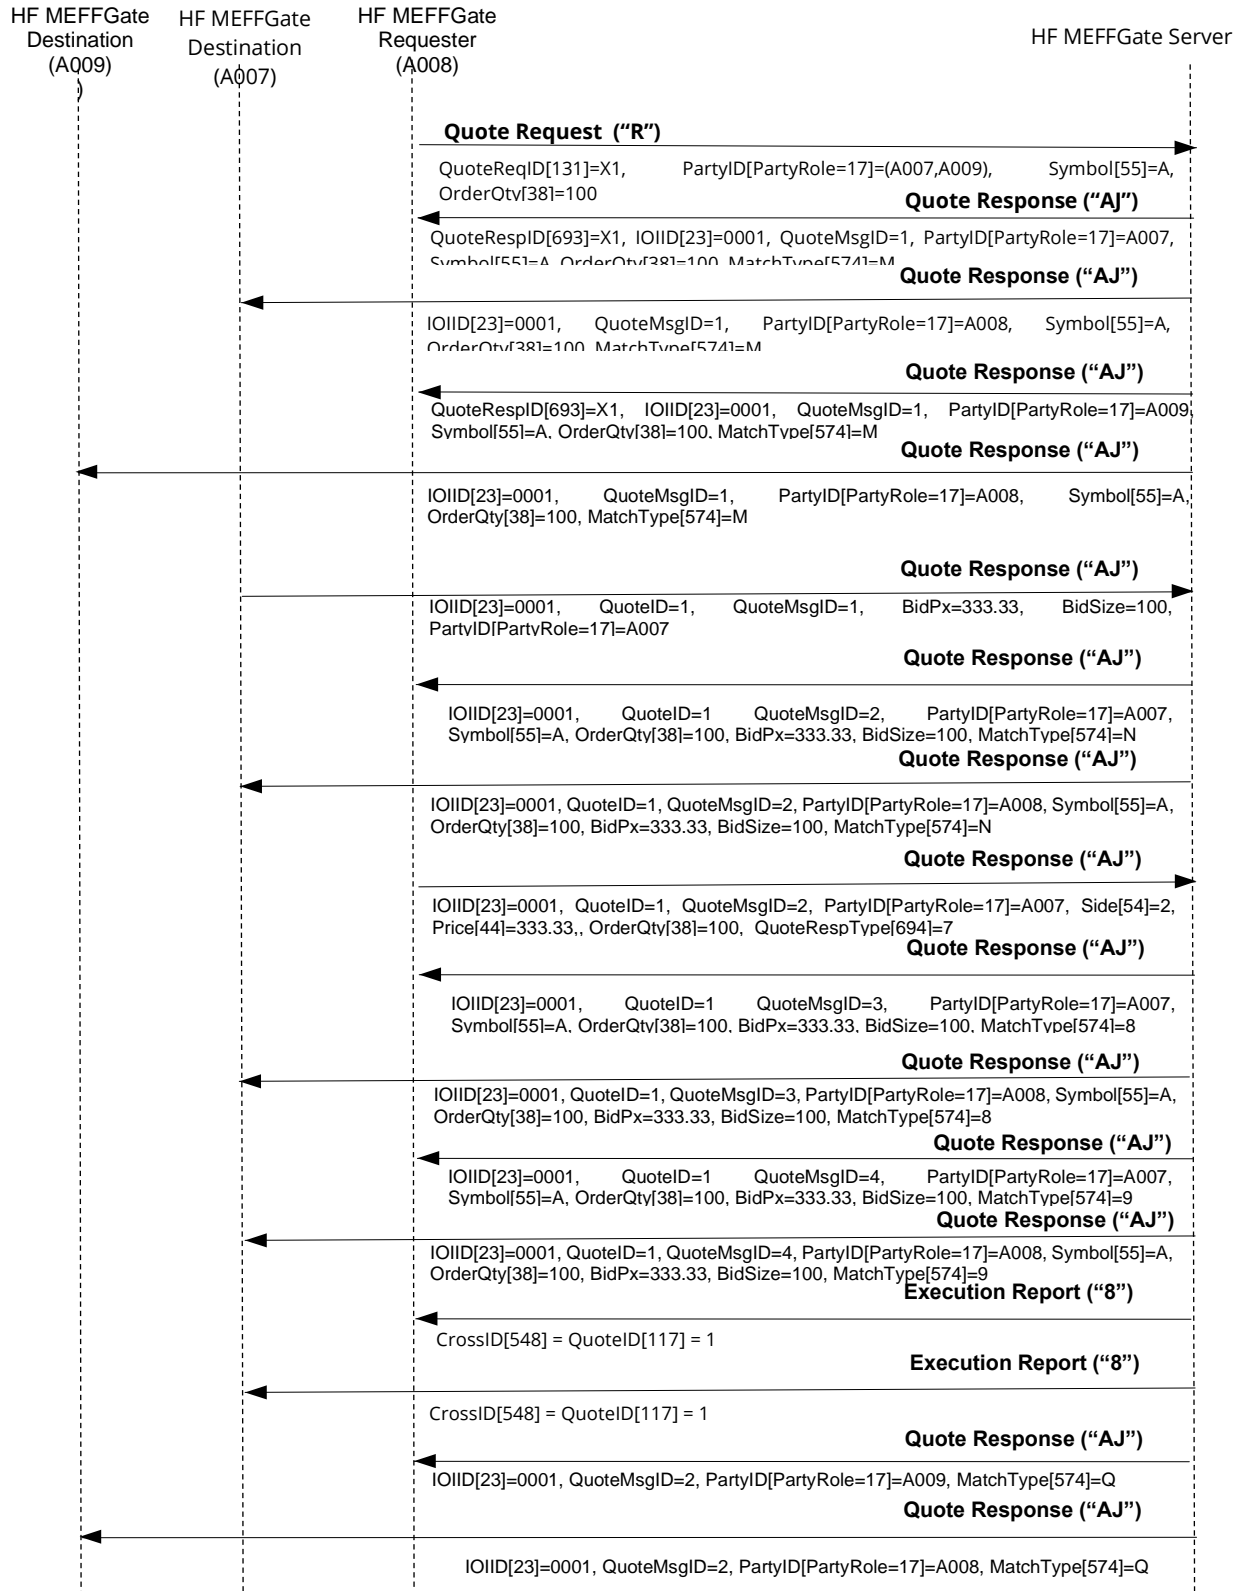 HF MEFFGate
Destination
(A009)
)
HF MEFFGate
Destination
(A007)
HF MEFFGate
Requester
(A008)
HF MEFFGate Server
Quote Request ("R")
QuoteReqID[131]=X1, PartyID[PartyRole=17]=(A007,A009), Symbol[55]=A,
OrderQty[38]=100
Quote Response ("AJ")
QuoteRespID[693]=X1, IOIID[23]=0001, QuoteMsgID=1, PartyID[PartyRole=17]=A007,
Symbol[55]=A, OrderQty[38]=100, MatchType[574]=M
Quote Response ("AJ")
IOIID[23]=0001, QuoteMsgID=1, PartyID[PartyRole=17]=A008, Symbol[55]=A,
OrderQty[38]=100, MatchType[574]=M
Quote Response ("AJ")
QuoteRespID[693]=X1, IOIID[23]=0001, QuoteMsgID=1, PartyID[PartyRole=17]=A009,
Symbol[55]=A, OrderQty[38]=100, MatchType[574]=M
Quote Response ("AJ")
IOIID[23]=0001, QuoteMsgID=1, PartyID[PartyRole=17]=A008, Symbol[55]=A,
OrderQty[38]=100, MatchType[574]=M
Quote Response ("AJ")
IOIID[23]=0001, QuoteID=1, QuoteMsgID=1, BidPx=333.33, BidSize=100,
PartyID[PartyRole=17]=A007
Quote Response ("AJ")
IOIID[23]=0001, QuoteID=1 QuoteMsgID=2, PartyID[PartyRole=17]=A007,
Symbol[55]=A, OrderQty[38]=100, BidPx=333.33, BidSize=100, MatchType[574]=N
Quote Response ("AJ")
IOIID[23]=0001, QuoteID=1, QuoteMsgID=2, PartyID[PartyRole=17]=A008, Symbol[55]=A,
OrderQty[38]=100, BidPx=333.33, BidSize=100, MatchType[574]=N
Quote Response ("AJ")
IOIID[23]=0001, QuoteID=1, QuoteMsgID=2, PartyID[PartyRole=17]=A007, Side[54]=2,
Price[44]=333.33,, OrderQty[38]=100, QuoteRespType[694]=7
Quote Response ("AJ")
IOIID[23]=0001, QuoteID=1 QuoteMsgID=3, PartyID[PartyRole=17]=A007,
Symbol[55]=A, OrderQty[38]=100, BidPx=333.33, BidSize=100, MatchType[574]=8
Quote Response ("AJ")
IOIID[23]=0001, QuoteID=1, QuoteMsgID=3, PartyID[PartyRole=17]=A008, Symbol[55]=A,
OrderQty[38]=100, BidPx=333.33, BidSize=100, MatchType[574]=8
Quote Response ("AJ")
IOIID[23]=0001, QuoteID=1 QuoteMsgID=4, PartyID[PartyRole=17]=A007,
Symbol[55]=A, OrderQty[38]=100, BidPx=333.33, BidSize=100, MatchType[574]=9
Quote Response ("AJ")
IOIID[23]=0001, QuoteID=1, QuoteMsgID=4, PartyID[PartyRole=17]=A008, Symbol[55]=A,
OrderQty[38]=100, BidPx=333.33, BidSize=100, MatchType[574]=9
Execution Report ("8")
CrossID[548] = QuoteID[117] = 1
Execution Report ("8")
CrossID[548] = QuoteID[117] = 1
Quote Response ("AJ")
IOIID[23]=0001, QuoteMsgID=2, PartyID[PartyRole=17]=A009, MatchType[574]=Q
Quote Response ("AJ")
IOIID[23]=0001, QuoteMsgID=2, PartyID[PartyRole=17]=A008, MatchType[574]=Q